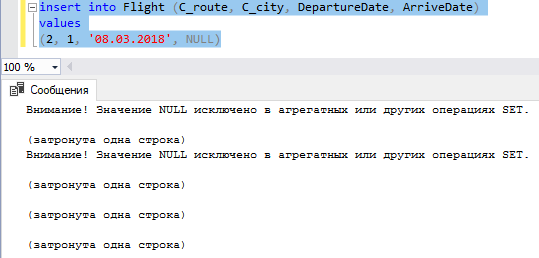 insert into Flight (C_route, C_city, DepartureDate, ArriveDate)
values
(2, 1, '08.03.2018', NULL)
100 %
Сообщения
Внимание! Значение NULL исключено в агрегатных или других операциях SET.
(затронута одна строка)
Внимание! Значение NULL исключено в агрегатных или других операциях SET.
(затронута одна строка)
(затронута одна строка)
(затронута одна строка)